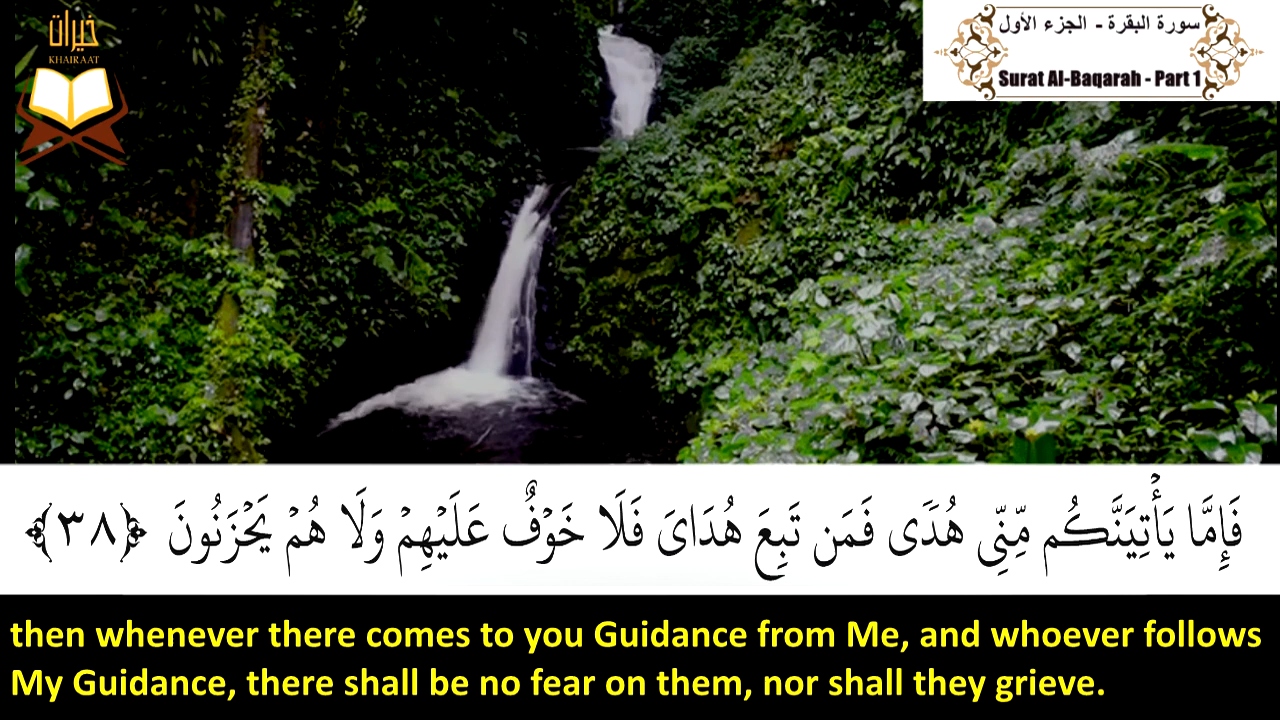 خيرات
KHAIRAAT
سورة البقرة - الجزء الأول
Surat Al-Baqarah - Part 1
فَإِمَّا يَأْتِيَنَّكُم مِّنِّى هُدًى فَمَن تَبِعَ هُدَاىَ فَلَا خَوْفٌ عَلَيْهِمْ وَلَا هُمْ يَحْزَنُونَ ﴿٣٨﴾
then whenever there comes to you Guidance from Me, and whoever follows
My Guidance, there shall be no fear on them, nor shall they grieve.